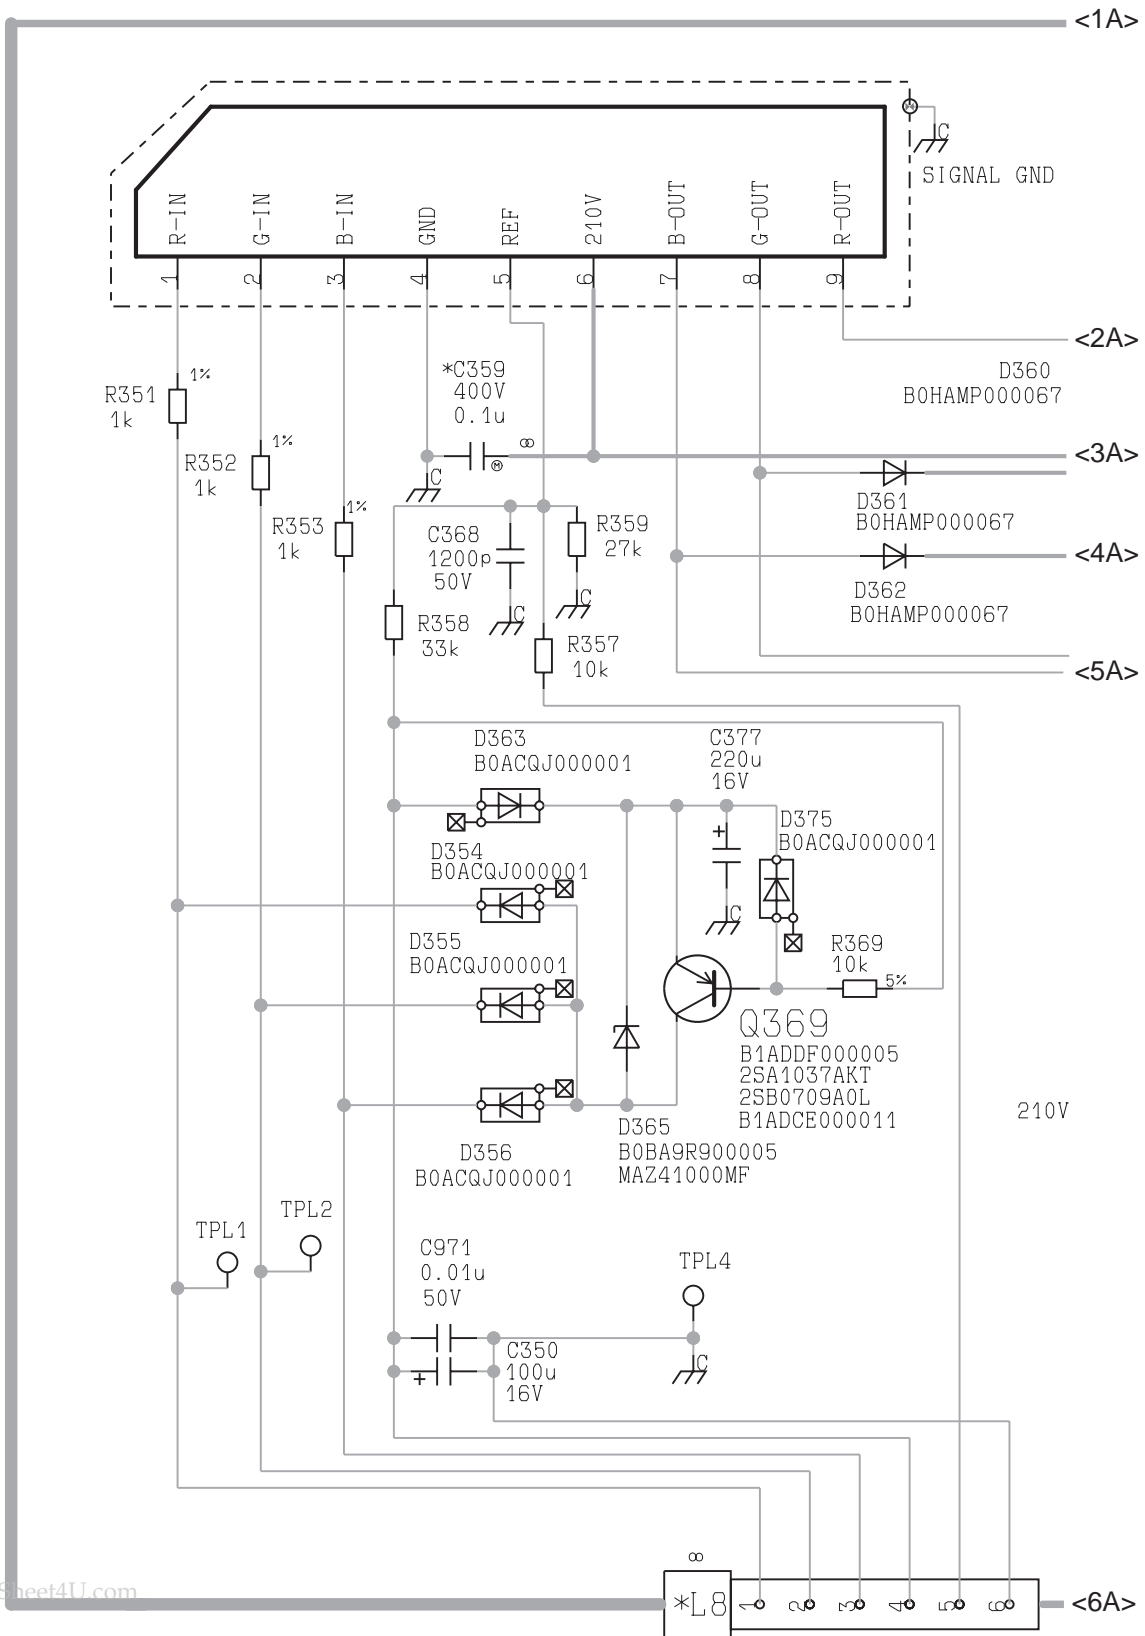 <1A>
C
SIGNAL GND
R-IN
G-IN
B-IN
GND
REF
210V
B-OUT
G-OUT
R-OUT
1
2
3
4
5
6
7
8
9
<2A>
D360
B0HAMP000067
*C359
400V
0.1u
1%
R351
1k
<3A>
1%
R352
1k
M
C
D361
B0HAMP000067
1%
R353
1k
C368
1200p
50V
R359
27k
<4A>
C
C
D362
B0HAMP000067
R358
33k
R357
10k
<5A>
D363
B0ACQJ000001
C377
220u
16V
+
D375
B0ACQJ000001
D354
B0ACQJ000001
C
D355
B0ACQJ000001
R369
10k
5%
Q369
B1ADDF000005
2SA1037AKT
2SB0709A0L
B1ADCE000011
210V
D365
B0BA9R900005
MAZ41000MF
D356
B0ACQJ000001
TPL1
TPL2
C971
0.01u
50V
TPL4
C350
100u
16V
+
C
heet4U.com
*L8
1
2
3
4
5
6
<6A>